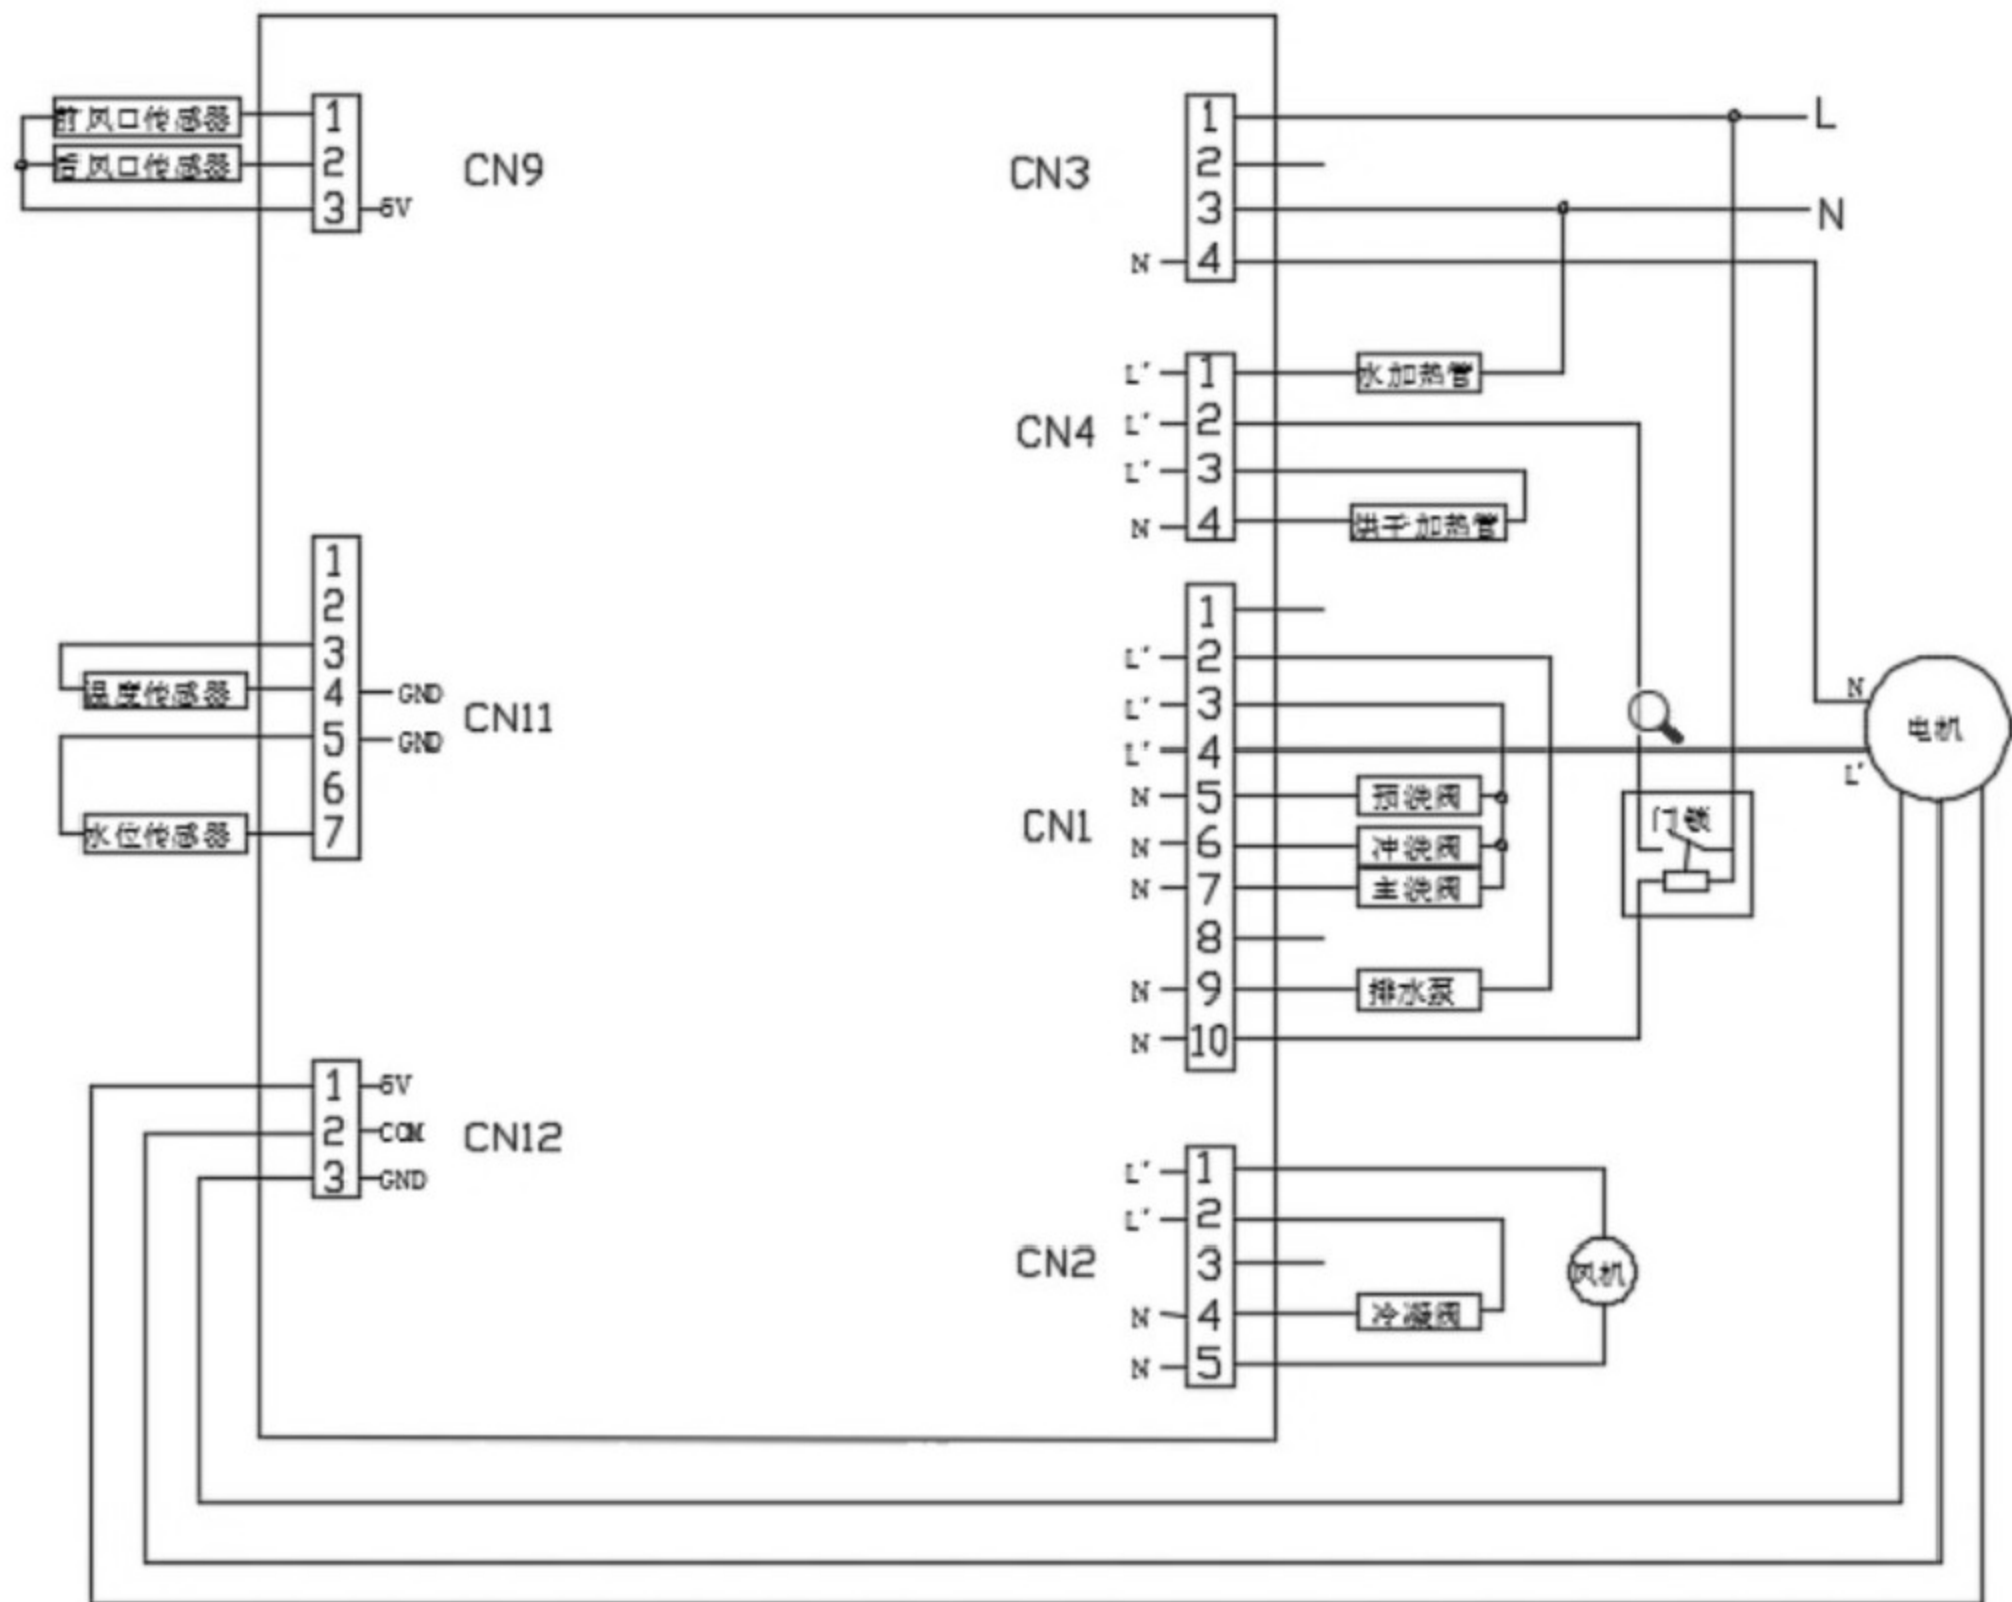 前风口传感器
后风口传感器
1
2
3
5V
CN9
CN3
1
2
3
4
N
L
N
CN4
L'
L'
L'
N
1
2
3
4
水加热管
烘干加热管
1
2
3
4
5
6
7
GND
GND
CN11
温度传感器
水位传感器
CN1
L'
L'
L'
N
N
N
N
N
1
2
3
4
5
6
7
8
9
10
预洗阀
冲洗阀
主洗阀
排水泵
门锁
N
电机
L'
1
2
3
5V
COM
GND
CN12
CN2
L'
L'
N
N
1
2
3
4
5
冷凝阀
风机